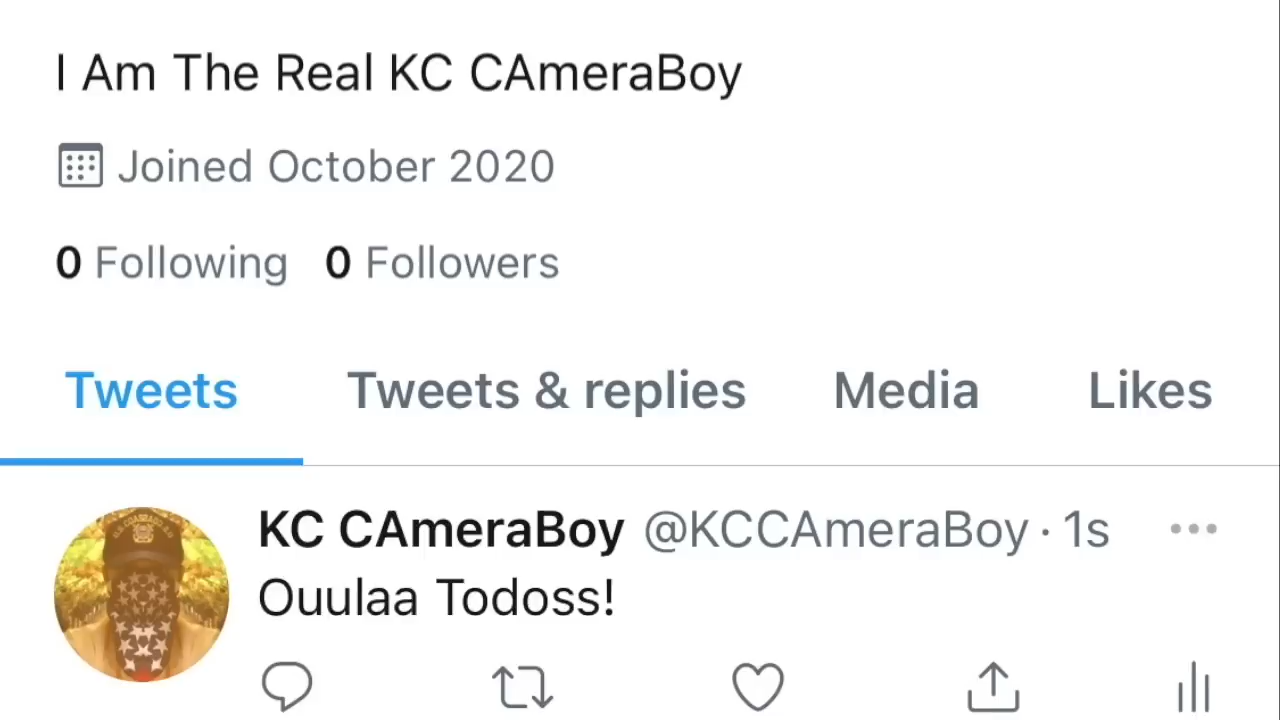 I Am The Real KC CAmeraBoy
Joined October 2020
0 Following 0 Followers
Tweets Tweets & replies Media Likes
KC CAmeraBoy @KCCAmeraBoy · 1s
Ouulaa Todoss!